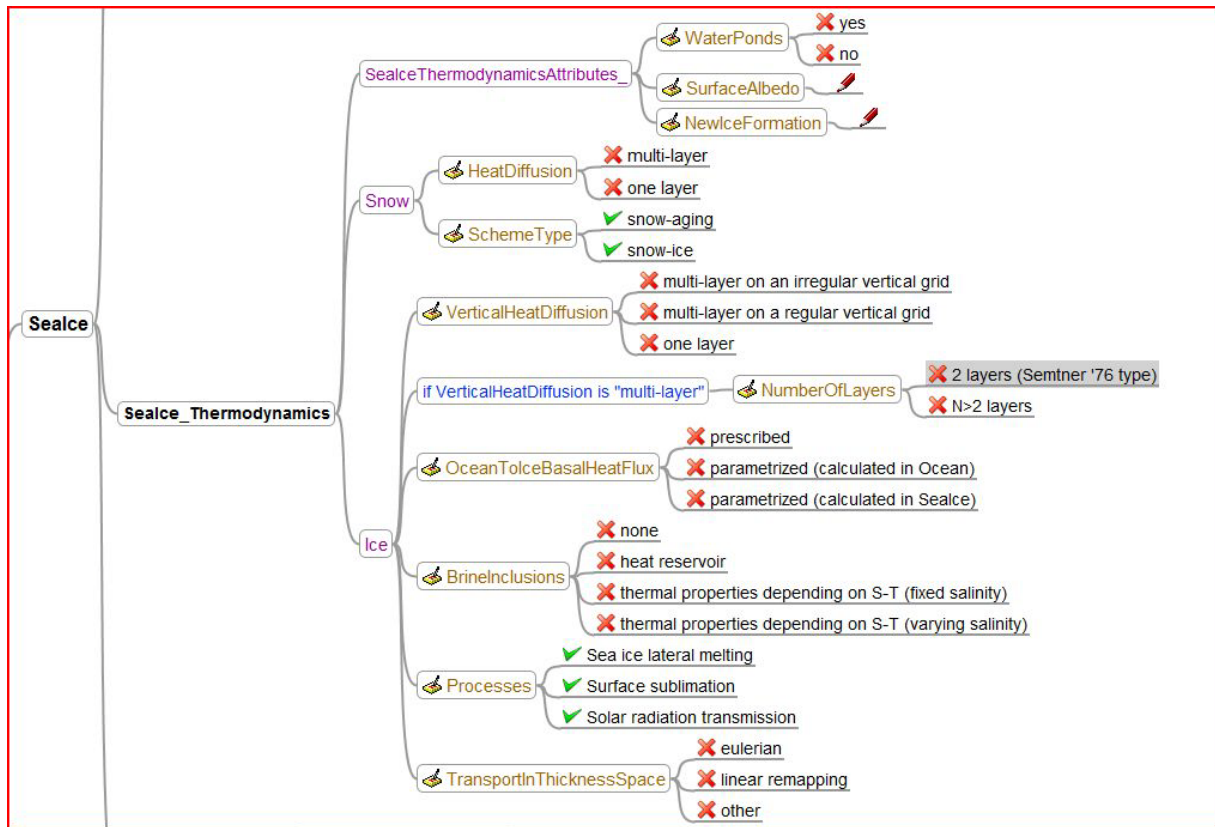 SeaIce
SeaIce_Thermodynamics
SeaIceThermodynamicsAttributes_
WaterPonds
yes
no
SurfaceAlbedo
NewIceFormation
Snow
HeatDiffusion
multi-layer
one layer
SchemeType
snow-aging
snow-ice
Ice
VerticalHeatDiffusion
multi-layer on an irregular vertical grid
multi-layer on a regular vertical grid
one layer
if VerticalHeatDiffusion is "multi-layer"
NumberOfLayers
2 layers (Semtner '76 type)
N>2 layers
OceanToIceBasalHeatFlux
prescribed
parametrized (calculated in Ocean)
parametrized (calculated in SeaIce)
BrineInclusions
none
heat reservoir
thermal properties depending on S-T (fixed salinity)
thermal properties depending on S-T (varying salinity)
Processes
Sea ice lateral melting
Surface sublimation
Solar radiation transmission
TransportInThicknessSpace
eulerian
linear remapping
other